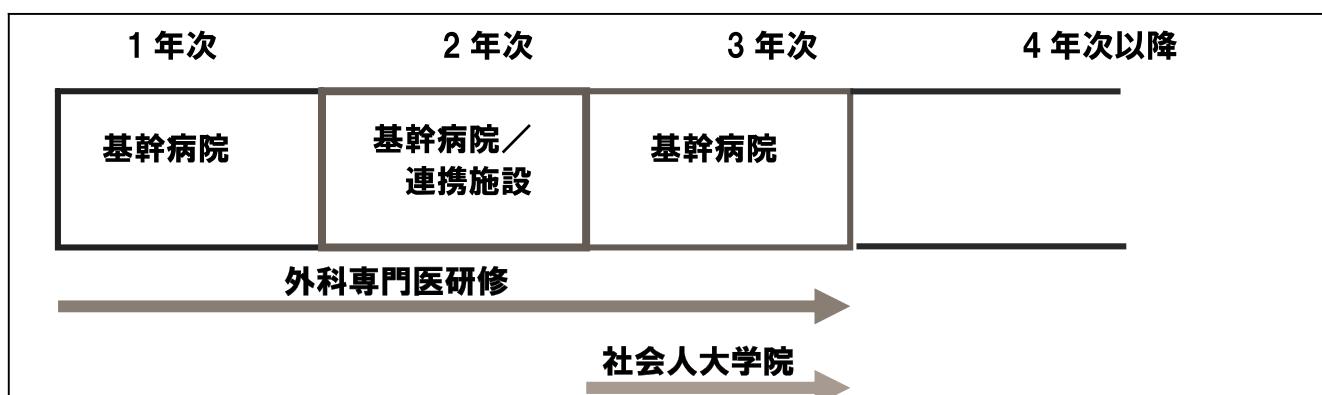 1年次 2年次 3年次 4年次以降
基幹病院
基幹病院／
連携施設
基幹病院
外科専門医研修
社会人大学院